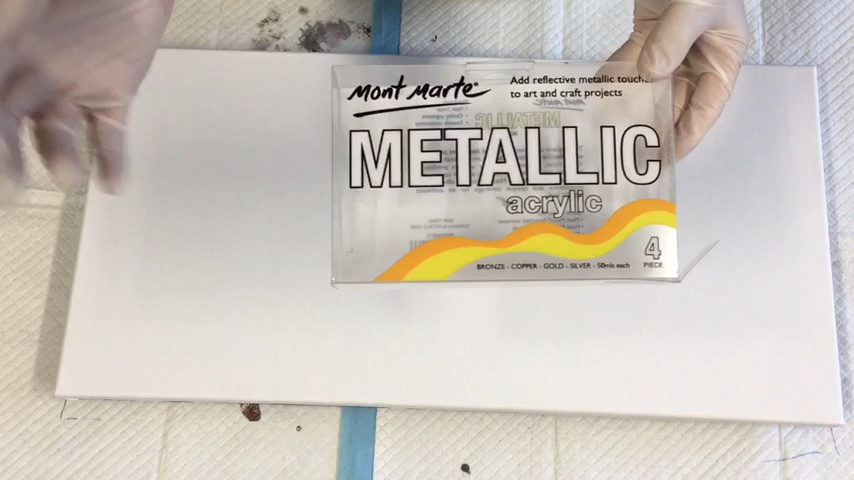 Mont Marte®
Add reflective metallic touches
to art and craft projects
METALLIC
acrylic
4
PIECE
BRONZE - COPPER - GOLD - SILVER - 50mls each